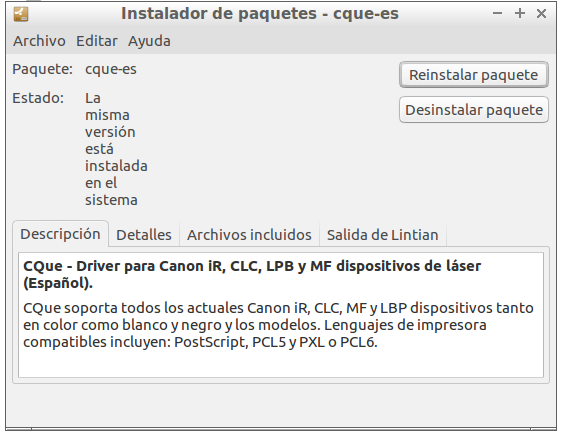 Instalador de paquetes - cque-es
Archivo Editar Ayuda
Paquete: cque-es
Reinstalar paquete
Estado: La
misma
versión
está
instalada
en el
sistema
Desinstalar paquete
Descripción Detalles Archivos incluidos Salida de Lintian
CQue - Driver para Canon iR, CLC, LPB y MF dispositivos de láser
(Español).
CQue soporta todos los actuales Canon iR, CLC, MF y LBP dispositivos tanto
en color como blanco y negro y los modelos. Lenguajes de impresora
compatibles incluyen: PostScript, PCL5 y PXL o PCL6.